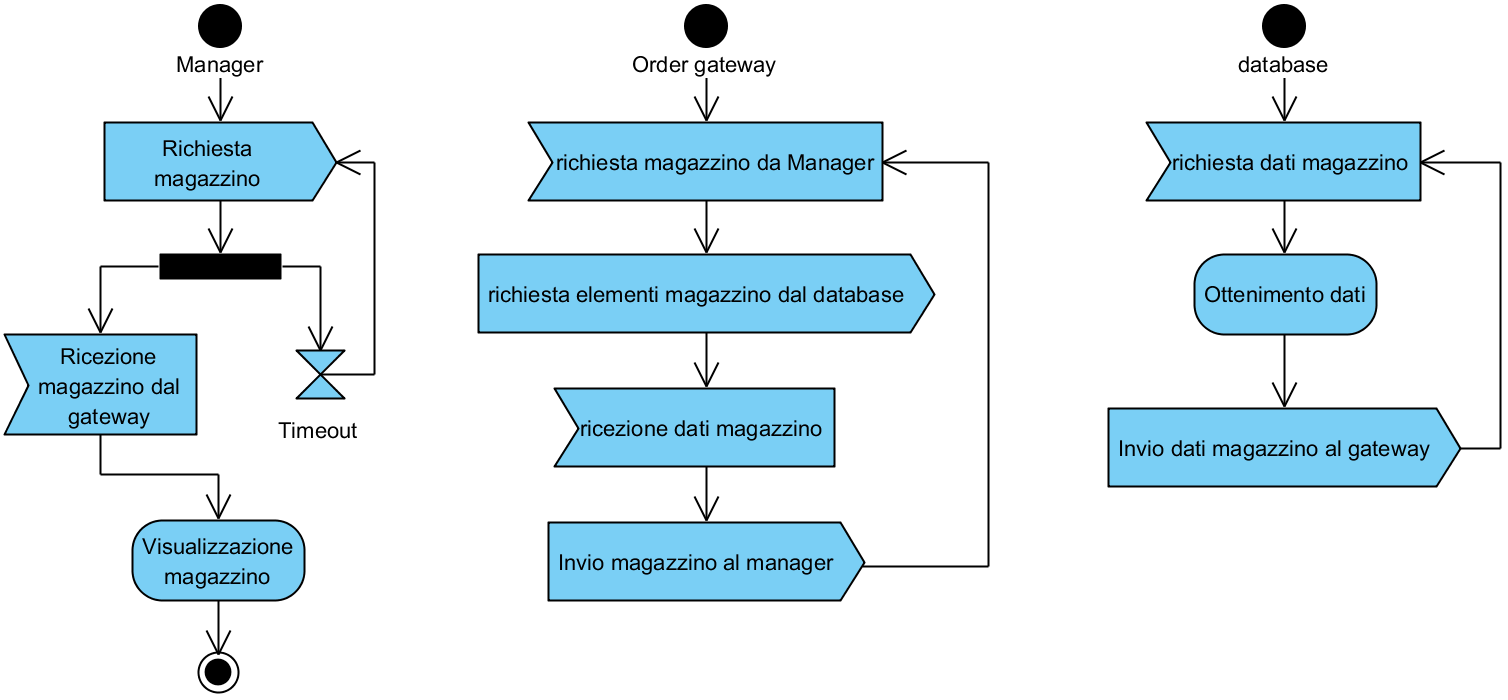 Manager
Richiesta
magazzino
Ricezione
magazzino dal
gateway
Timeout
Visualizzazione
magazzino
Order gateway
richiesta magazzino da Manager
richiesta elementi magazzino dal database
ricezione dati magazzino
Invio magazzino al manager
database
richiesta dati magazzino
Ottenimento dati
Invio dati magazzino al gateway